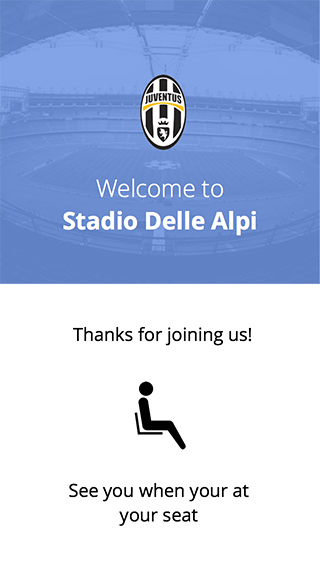 JUVENTUS
Welcome to
Stadio Delle Alpi
Thanks for joining us!
See you when your at
your seat